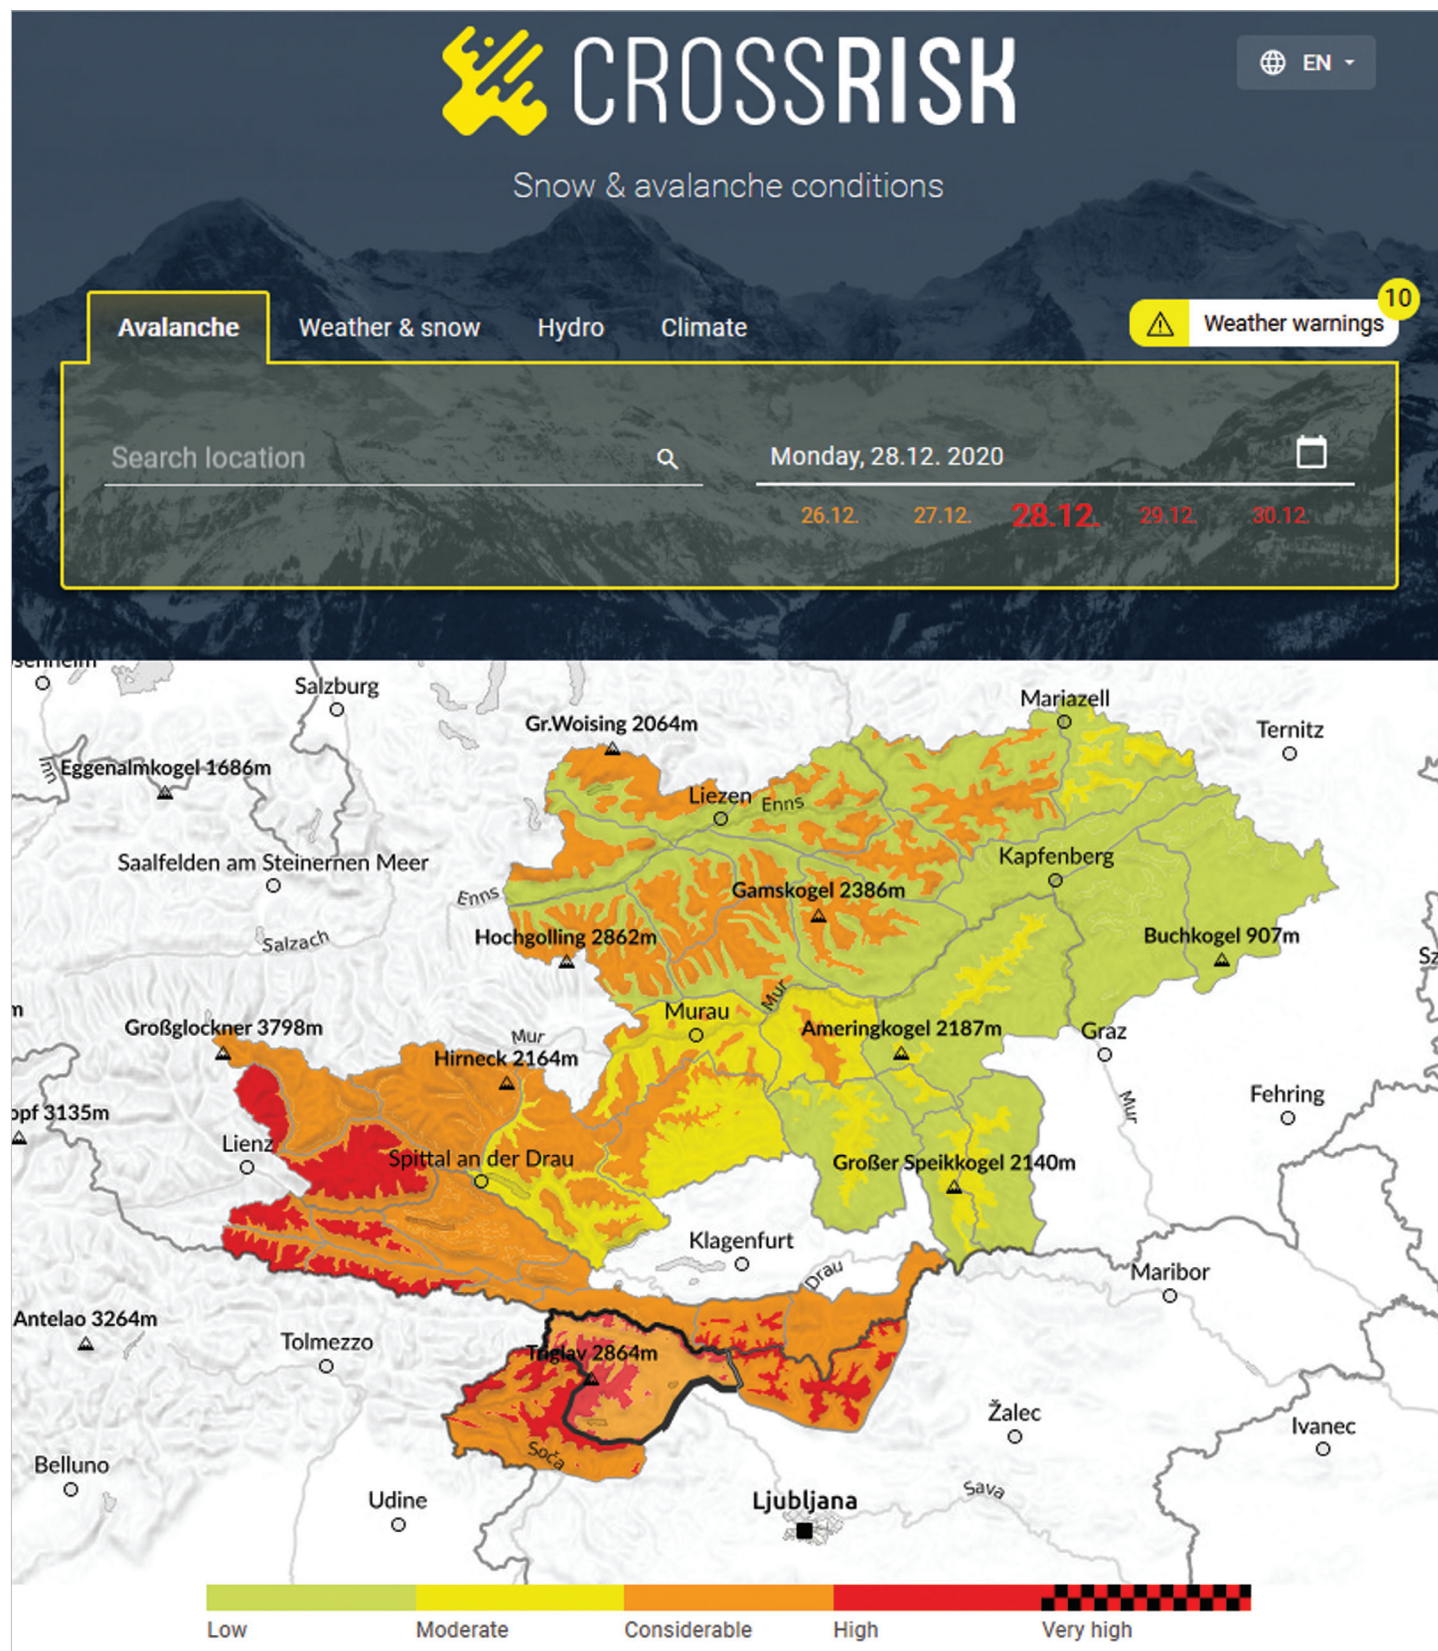 CROSSRISK
EN
Snow & avalanche conditions
10
Avalanche
Weather & snow
Hydro
Climate
Weather warnings
Search location
Monday, 28.12. 2020
26.12.
27.12.
28.12.
29.12.
30.12.
Salzburg
Mariazell
Gr.Woising 2064m
Ternitz
Inn
Eggenalmkogel 1686m
Liezen
Enns
Saalfelden am Steinernen Meer
Kapfenberg
Enns
Gamskogel 2386m
Salzach
Hochgolling 2862m
Buchkogel 907m
Mur
Murau
Großglockner 3798m
Mur
Ameringkogel 2187m
Graz
Hirneck 2164m
Mur
Fehring
opf 3135m
Lienz
Spittal an der Drau
Großer Speikkogel 2140m
Klagenfurt
Drau
Maribor
Antelao 3264m
Tolmezzo
Triglav 2864m
Žalec
Ivanec
Soča
Belluno
Sava
Udine
Ljubljana
Low
Moderate
Considerable
High
Very high